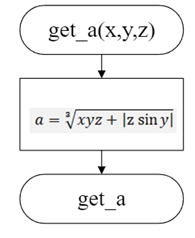 get_a(x,y,z)
a = ∛(xyz + |z sin y|)
get_a